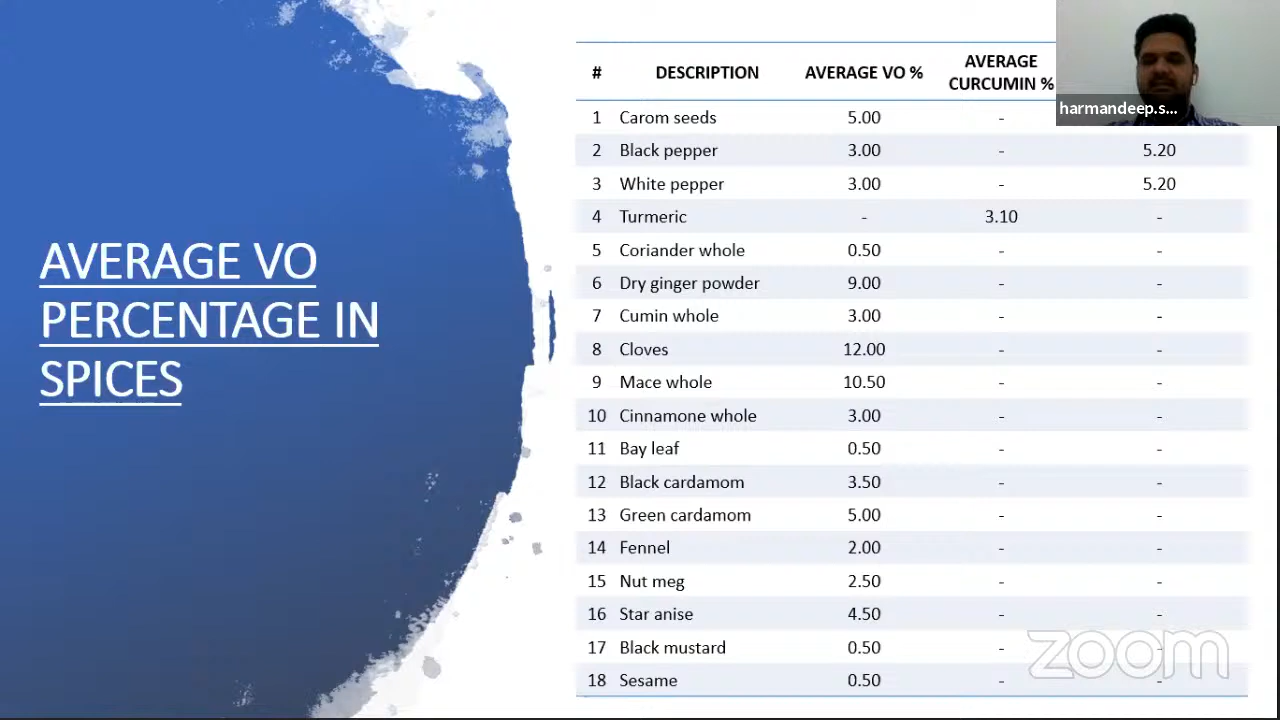 AVERAGE VO
PERCENTAGE IN
SPICES
# DESCRIPTION AVERAGE VO % AVERAGE
CURCUMIN %
harmandeep.s...
1 Carom seeds 5.00 -
2 Black pepper 3.00 - 5.20
3 White pepper 3.00 - 5.20
4 Turmeric - 3.10 -
5 Coriander whole 0.50 - -
6 Dry ginger powder 9.00 - -
7 Cumin whole 3.00 - -
8 Cloves 12.00 - -
9 Mace whole 10.50 - -
10 Cinnamone whole 3.00 - -
11 Bay leaf 0.50 - -
12 Black cardamom 3.50 - -
13 Green cardamom 5.00 - -
14 Fennel 2.00 - -
15 Nut meg 2.50 - -
16 Star anise 4.50 - -
17 Black mustard 0.50 - -
18 Sesame 0.50 - -
zoom